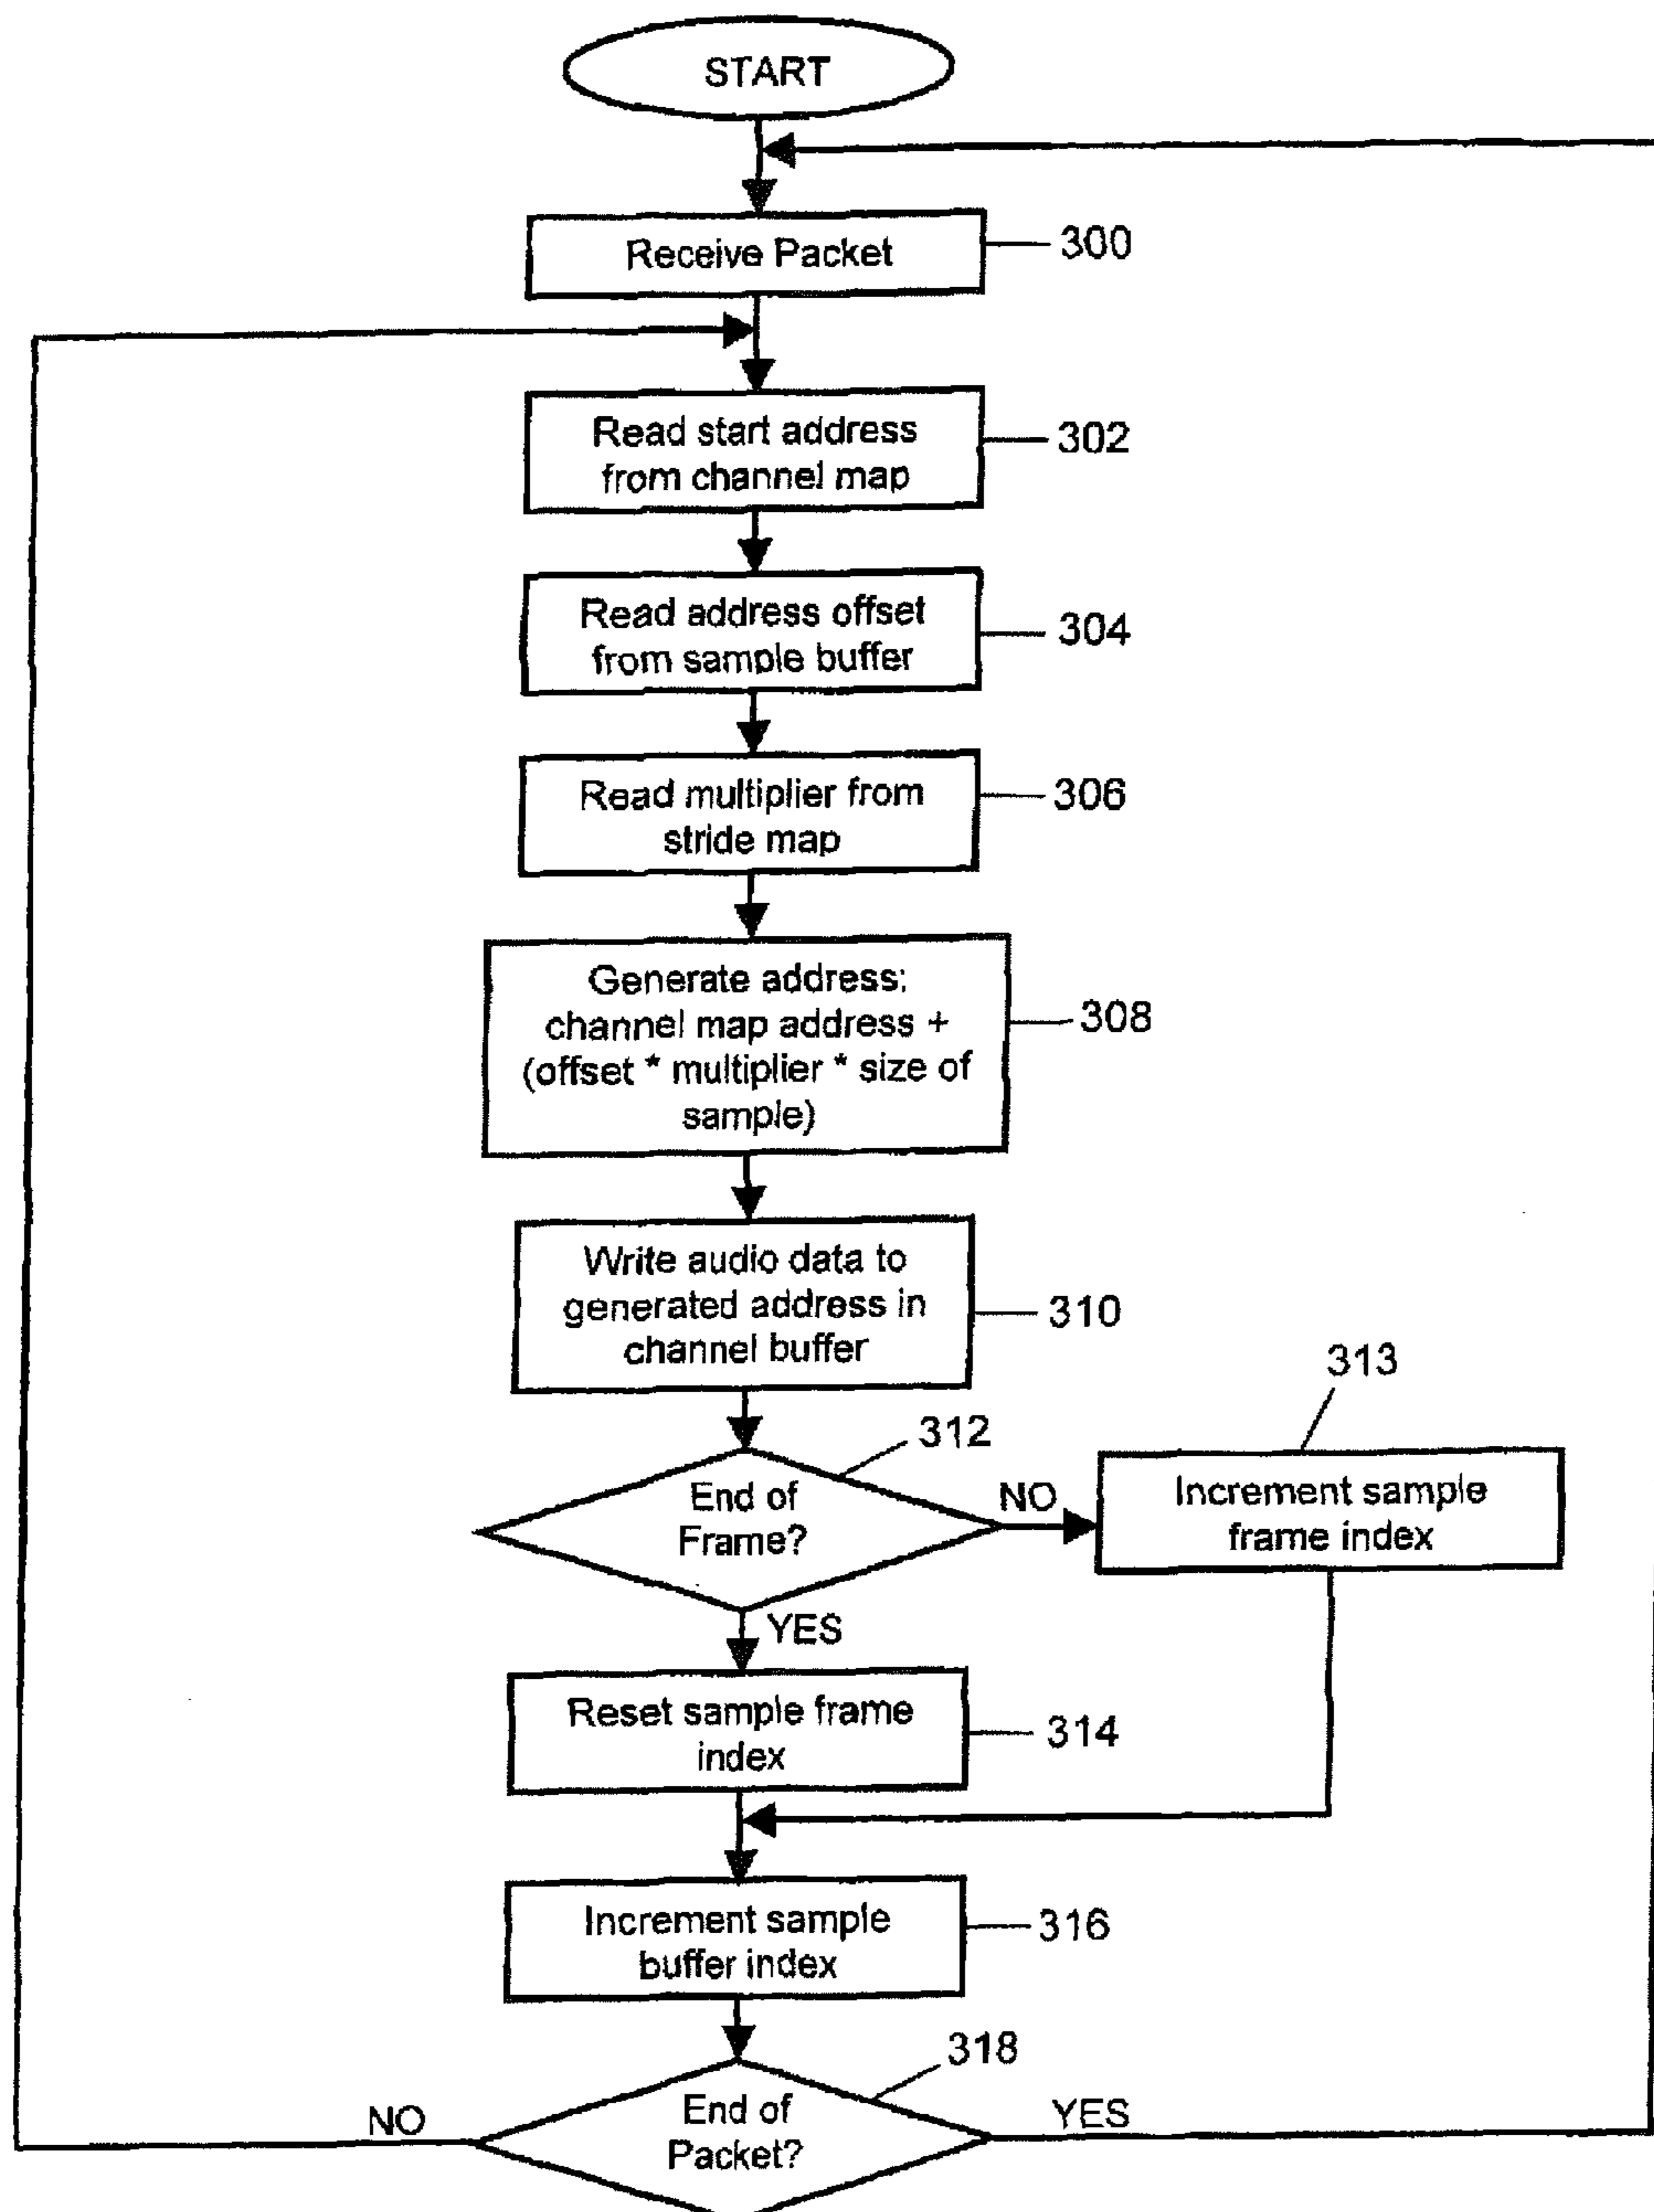 START
Receive Packet
300
Read start address
from channel map
302
Read address offset
from sample buffer
304
Read multiplier from
stride map
306
Generate address:
channel map address +
(offset * multiplier * size of
sample)
308
Write audio data to
generated address in
channel buffer
310
312
End of
Frame?
NO
313
Increment sample
frame index
YES
Reset sample frame
index
314
Increment sample
buffer index
316
318
End of
Packet?
NO
YES